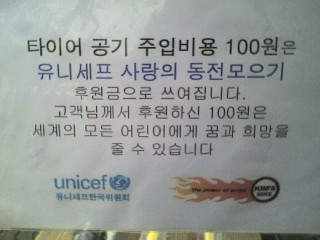 타이어 공기 주입비용 100원은
유니세프 사랑의 동전모으기
후원금으로 쓰여집니다.
고객님께서 후원하신 100원은
세계의 모든 어린이에게 꿈과 희망을
줄 수 있습니다
unicef
유니세프한국위원회
the power of
KIM'S